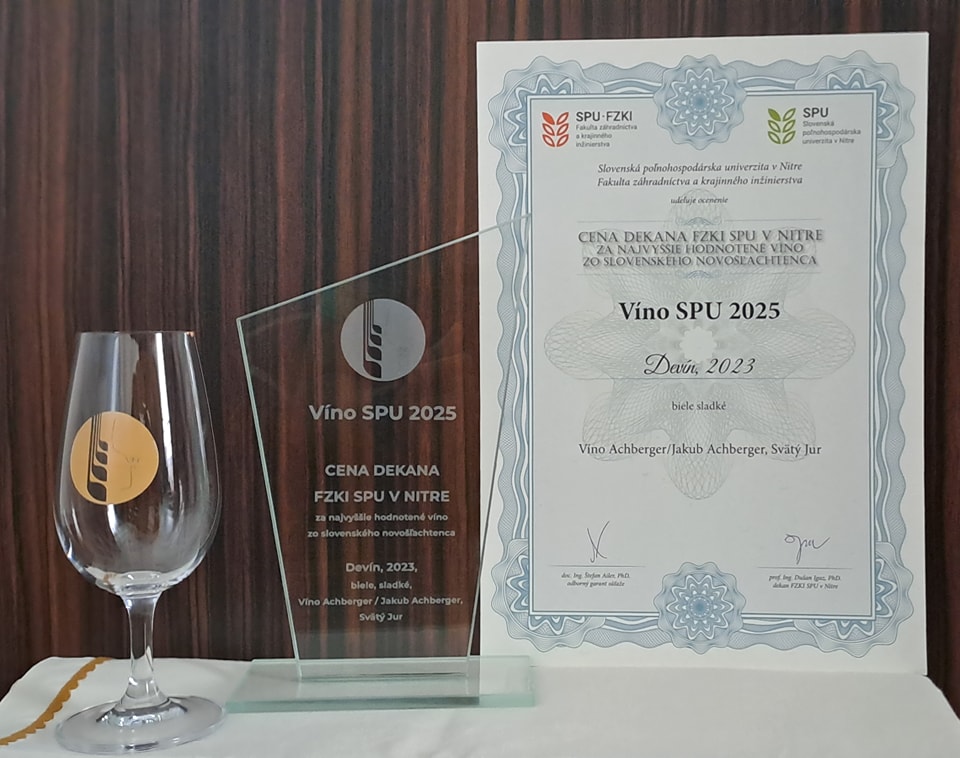 Víno SPU 2025
CENA DEKANA
FZKI SPU V NITRE
za najvyššie hodnotené víno
zo slovenského novošľachtenca
Devín, 2023,
biele, sladké,
Víno Achberger / Jakub Achberger,
Svätý Jur
SPU · FZKI
Fakulta záhradníctva
a krajinného
inžinierstva
SPU
Slovenská
poľnohospodárska
univerzita v Nitre
Slovenská poľnohospodárska univerzita v Nitre
Fakulta záhradníctva a krajinného inžinierstva
udeľuje ocenenie
CENA DEKANA FZKI SPU V NITRE
ZA NAJVYŠŠIE HODNOTENÉ VÍNO
ZO SLOVENSKÉHO NOVOŠĽACHTENCA
Víno SPU 2025
Devín, 2023
biele sladké
Víno Achberger/Jakub Achberger, Svätý Jur
doc. Ing. Štefan Ailer, PhD.
odborný garant súťaže
prof. Ing. Dušan Igaz, PhD.
dekan FZKI SPU v Nitre